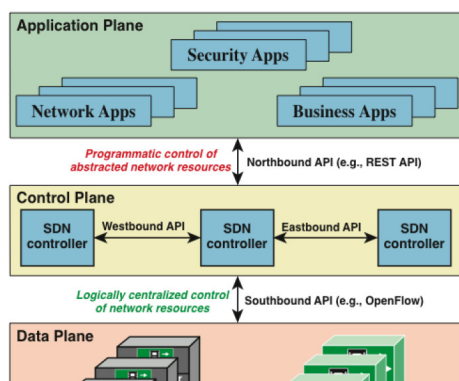 Application Plane
Security Apps
Network Apps
Business Apps
Programmatic control of
abstracted network resources
Northbound API (e.g., REST API)
Control Plane
SDN
controller
Westbound API
SDN
controller
Eastbound API
SDN
controller
Logically centralized control
of network resources
Southbound API (e.g., OpenFlow)
Data Plane